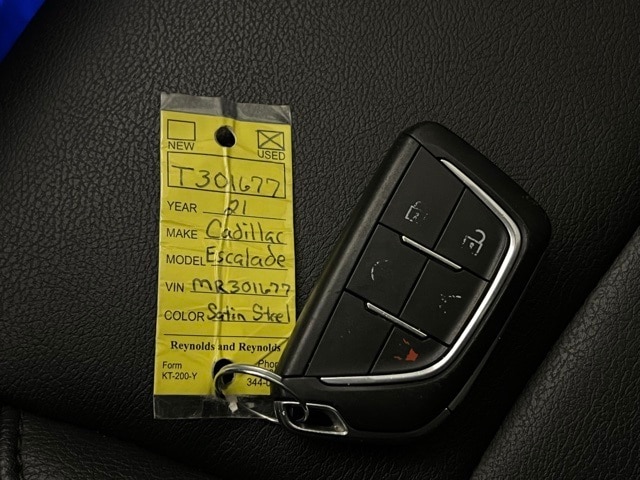 NEW USED
T301677
YEAR 21
MAKE Cadillac
MODEL Escalade
VIN MR301677
COLOR Satin Steel
Reynolds and Reynolds
Form
KT-200-Y